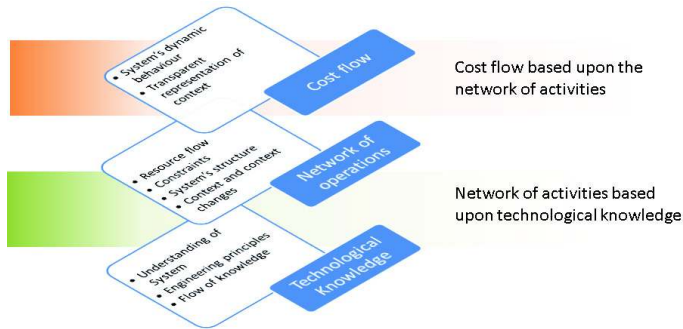 • System's dynamic
behaviour
• Transparent
representation of
context
Cost flow
Cost flow based upon the
network of activities
• Resource flow
• Constraints
• System's structure
• Context and context
changes
Network of
operations
Network of activities based
upon technological knowledge
• Understanding of
System
• Engineering principles
• Flow of knowledge
Technological
Knowledge